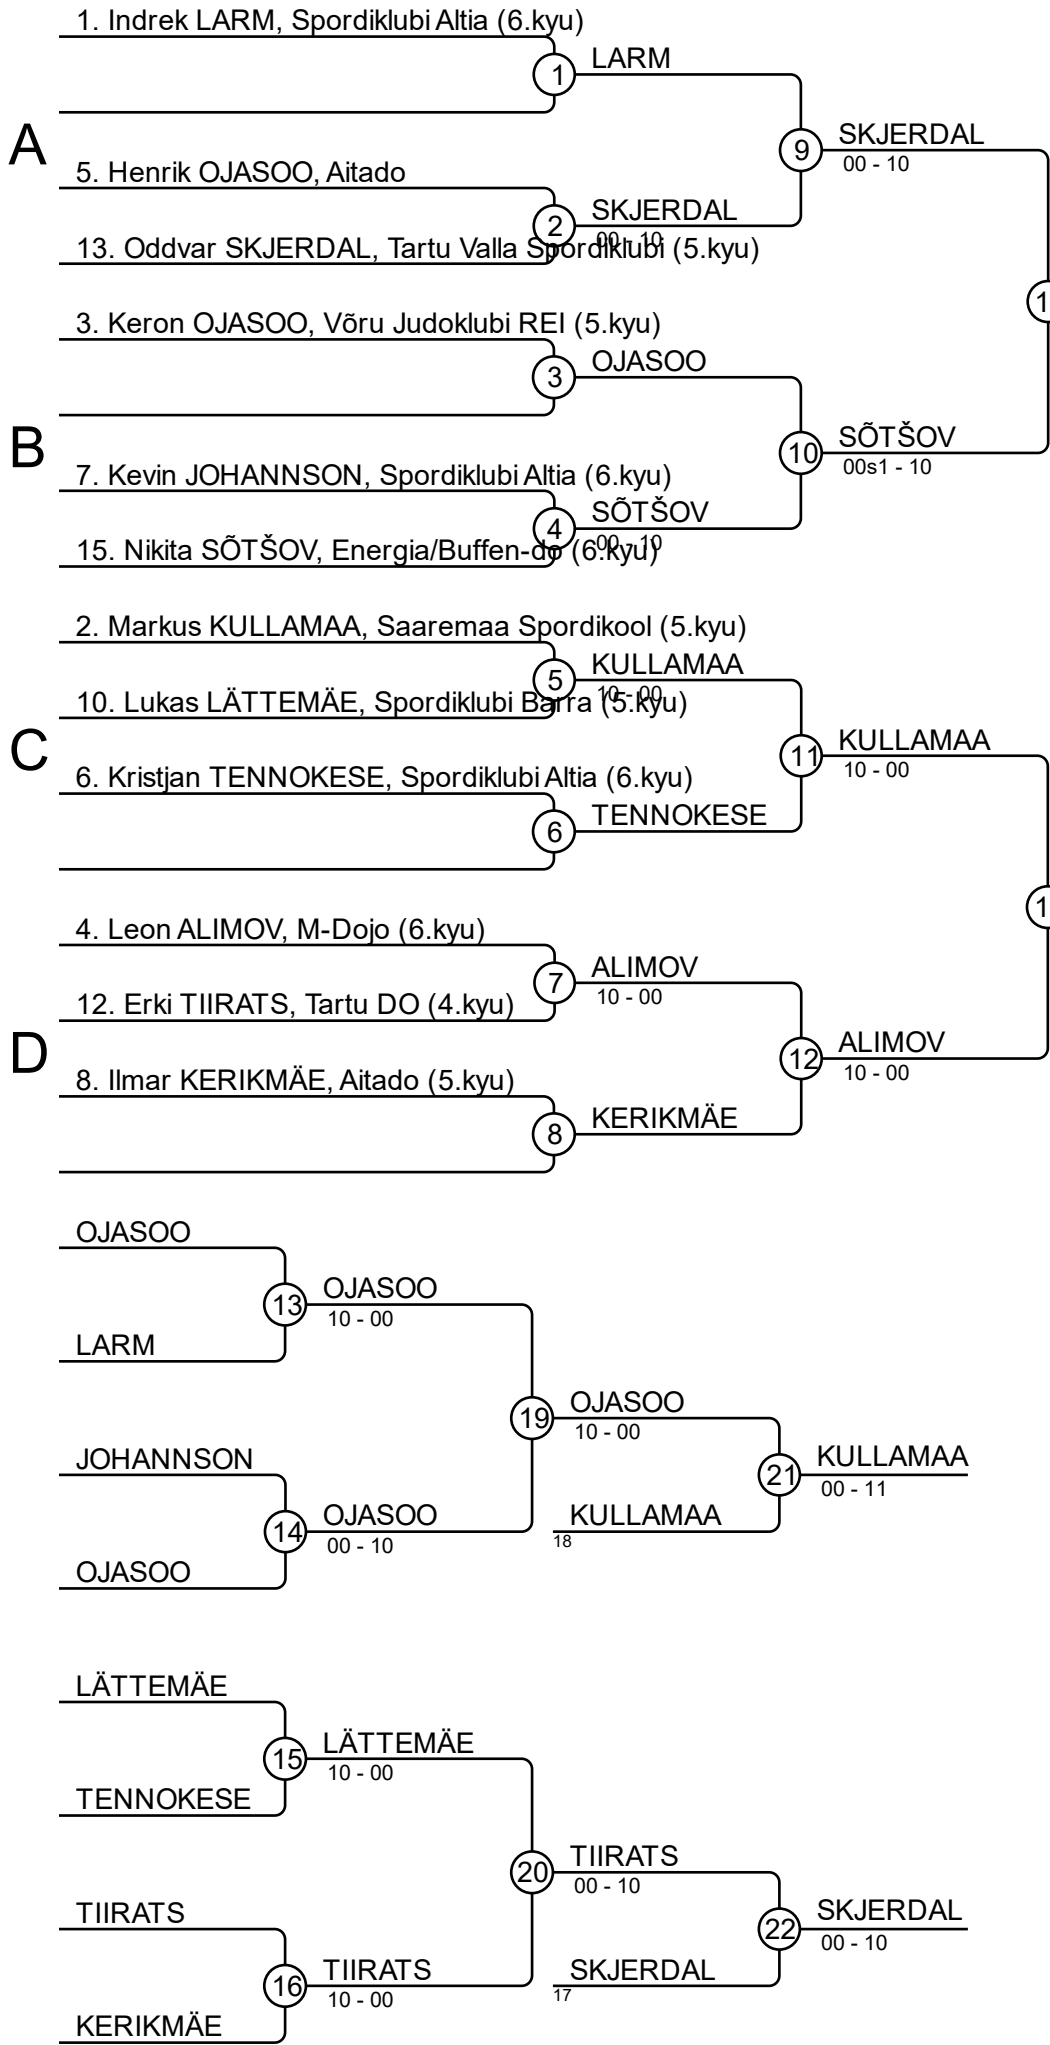 1. Indrek LARM, Spordiklubi Altia (6.kyu)
1
LARM
A
9
SKJERDAL
00 - 10
5. Henrik OJASOO, Aitado
2
SKJERDAL
00 - 10
13. Oddvar SKJERDAL, Tartu Valla Spordiklubi (5.kyu)
1
3. Keron OJASOO, Võru Judoklubi REI (5.kyu)
3
OJASOO
B
10
SÕTŠOV
00s1 - 10
7. Kevin JOHANNSON, Spordiklubi Altia (6.kyu)
4
SÕTŠOV
00 - 10
15. Nikita SÕTŠOV, Energia/Buffen-do (6.kyu)
2. Markus KULLAMAA, Saaremaa Spordikool (5.kyu)
5
KULLAMAA
10 - 00
10. Lukas LÄTTEMÄE, Spordiklubi Barra (5.kyu)
C
11
KULLAMAA
10 - 00
6. Kristjan TENNOKESE, Spordiklubi Altia (6.kyu)
6
TENNOKESE
1
4. Leon ALIMOV, M-Dojo (6.kyu)
7
ALIMOV
10 - 00
12. Erki TIIRATS, Tartu DO (4.kyu)
D
12
ALIMOV
10 - 00
8. Ilmar KERIKMÄE, Aitado (5.kyu)
8
KERIKMÄE
OJASOO
13
OJASOO
10 - 00
LARM
19
OJASOO
10 - 00
JOHANNSON
21
KULLAMAA
00 - 11
14
OJASOO
00 - 10
KULLAMAA
18
OJASOO
LÄTTEMÄE
15
LÄTTEMÄE
10 - 00
TENNOKESE
20
TIIRATS
00 - 10
TIIRATS
22
SKJERDAL
00 - 10
16
TIIRATS
10 - 00
SKJERDAL
17
KERIKMÄE